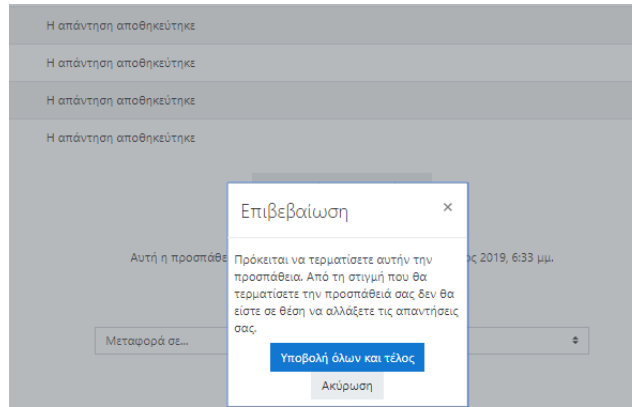 Η απάντηση αποθηκεύτηκε
Η απάντηση αποθηκεύτηκε
Η απάντηση αποθηκεύτηκε
Η απάντηση αποθηκεύτηκε
Επιβεβαίωση ×
Αυτή η προσπάθε
ος 2019, 6:33 μμ.
Πρόκειται να τερματίσετε αυτήν την
προσπάθεια. Από τη στιγμή που θα
τερματίσετε την προσπάθειά σας δεν θα
είστε σε θέση να αλλάξετε τις απαντήσεις
σας.
Μεταφορά σε...
Υποβολή όλων και τέλος
Ακύρωση